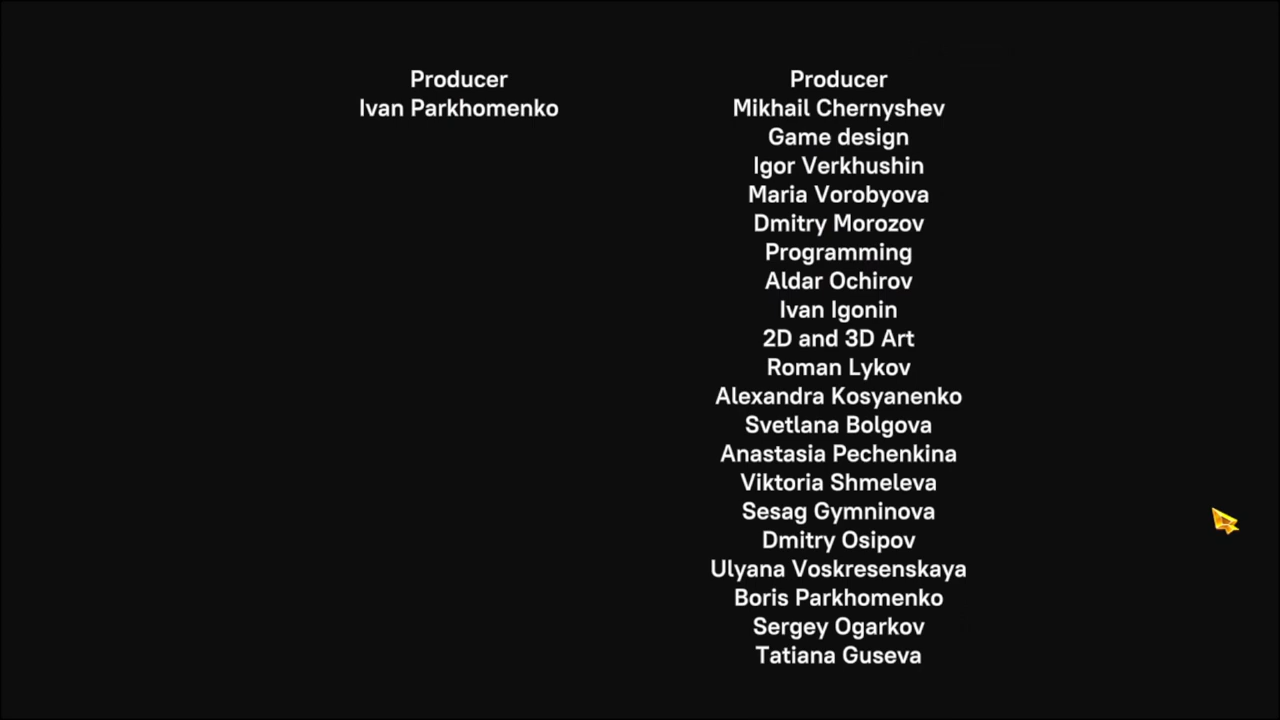 Producer
Ivan Parkhomenko
Producer
Mikhail Chernyshev
Game design
Igor Verkhushin
Maria Vorobyova
Dmitry Morozov
Programming
Aldar Ochirov
Ivan Igonin
2D and 3D Art
Roman Lykov
Alexandra Kosyanenko
Svetlana Bolgova
Anastasia Pechenkina
Viktoria Shmeleva
Sesag Gymninova
Dmitry Osipov
Ulyana Voskresenskaya
Boris Parkhomenko
Sergey Ogarkov
Tatiana Guseva